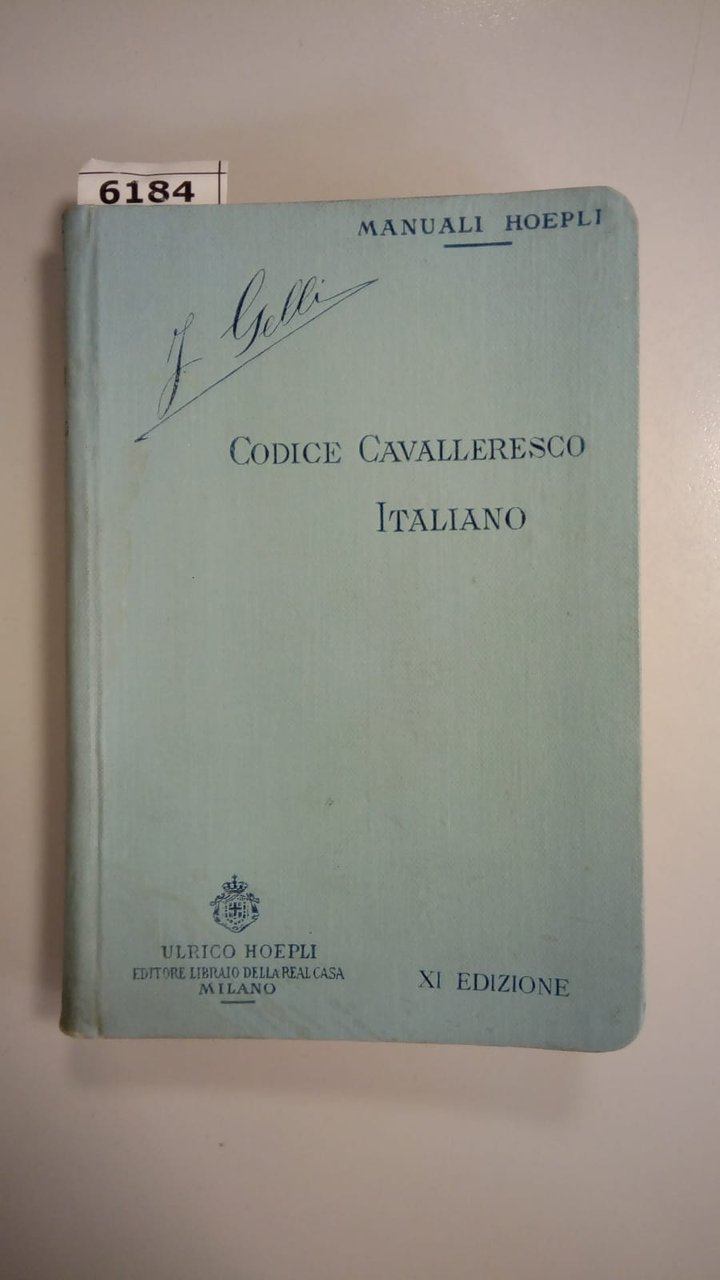 6184
MANUALI HOEPLI
J Gelli
CODICE CAVALLERESCO
ITALIANO
ULRICO HOEPLI
EDITORE LIBRAIO DELLA REAL CASA
MILANO
XI EDIZIONE